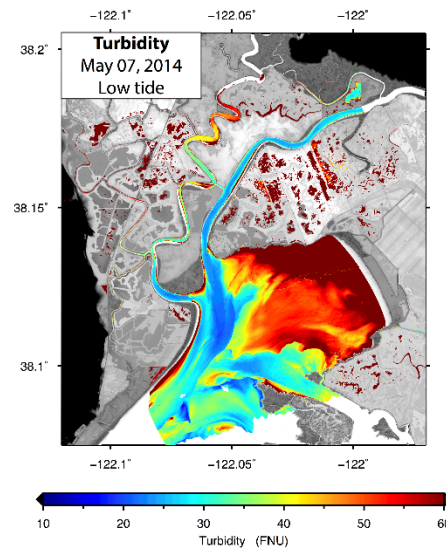 −122.1° −122.05° −122°
Turbidity
May 07, 2014
Low tide
38.2°
38.15°
38.1°
−122.1° −122.05° −122°
10 20 30 40 50 60
Turbidity (FNU)